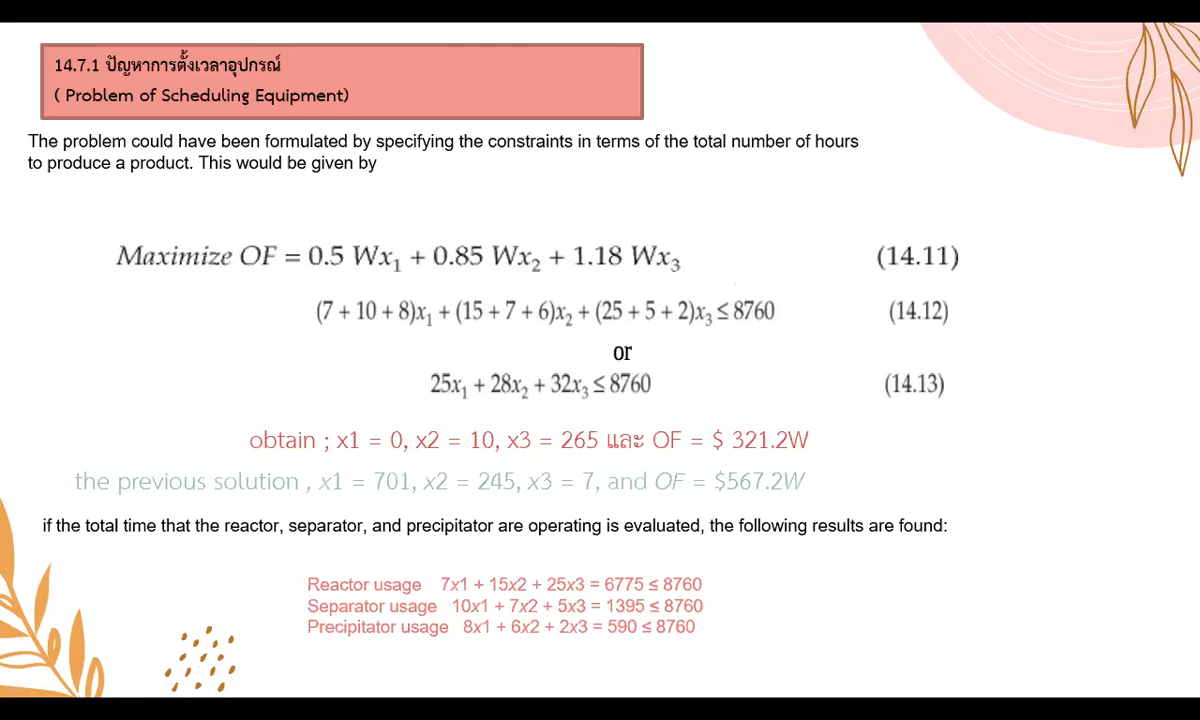 14.7.1 ปัญหาการตั้งเวลาอุปกรณ์
( Problem of Scheduling Equipment)
The problem could have been formulated by specifying the constraints in terms of the total number of hours
to produce a product. This would be given by
Maximize OF = 0.5 Wx₁ + 0.85 Wx₂ + 1.18 Wx₃ (14.11)
(7 + 10 + 8)x₁ + (15 + 7 + 6)x₂ + (25 + 5 + 2)x₃ ≤ 8760 (14.12)
or
25x₁ + 28x₂ + 32x₃ ≤ 8760 (14.13)
obtain ; x1 = 0, x2 = 10, x3 = 265 และ OF = $ 321.2W
the previous solution , x1 = 701, x2 = 245, x3 = 7, and OF = $567.2W
if the total time that the reactor, separator, and precipitator are operating is evaluated, the following results are found:
Reactor usage 7x1 + 15x2 + 25x3 = 6775 ≤ 8760
Separator usage 10x1 + 7x2 + 5x3 = 1395 ≤ 8760
Precipitator usage 8x1 + 6x2 + 2x3 = 590 ≤ 8760